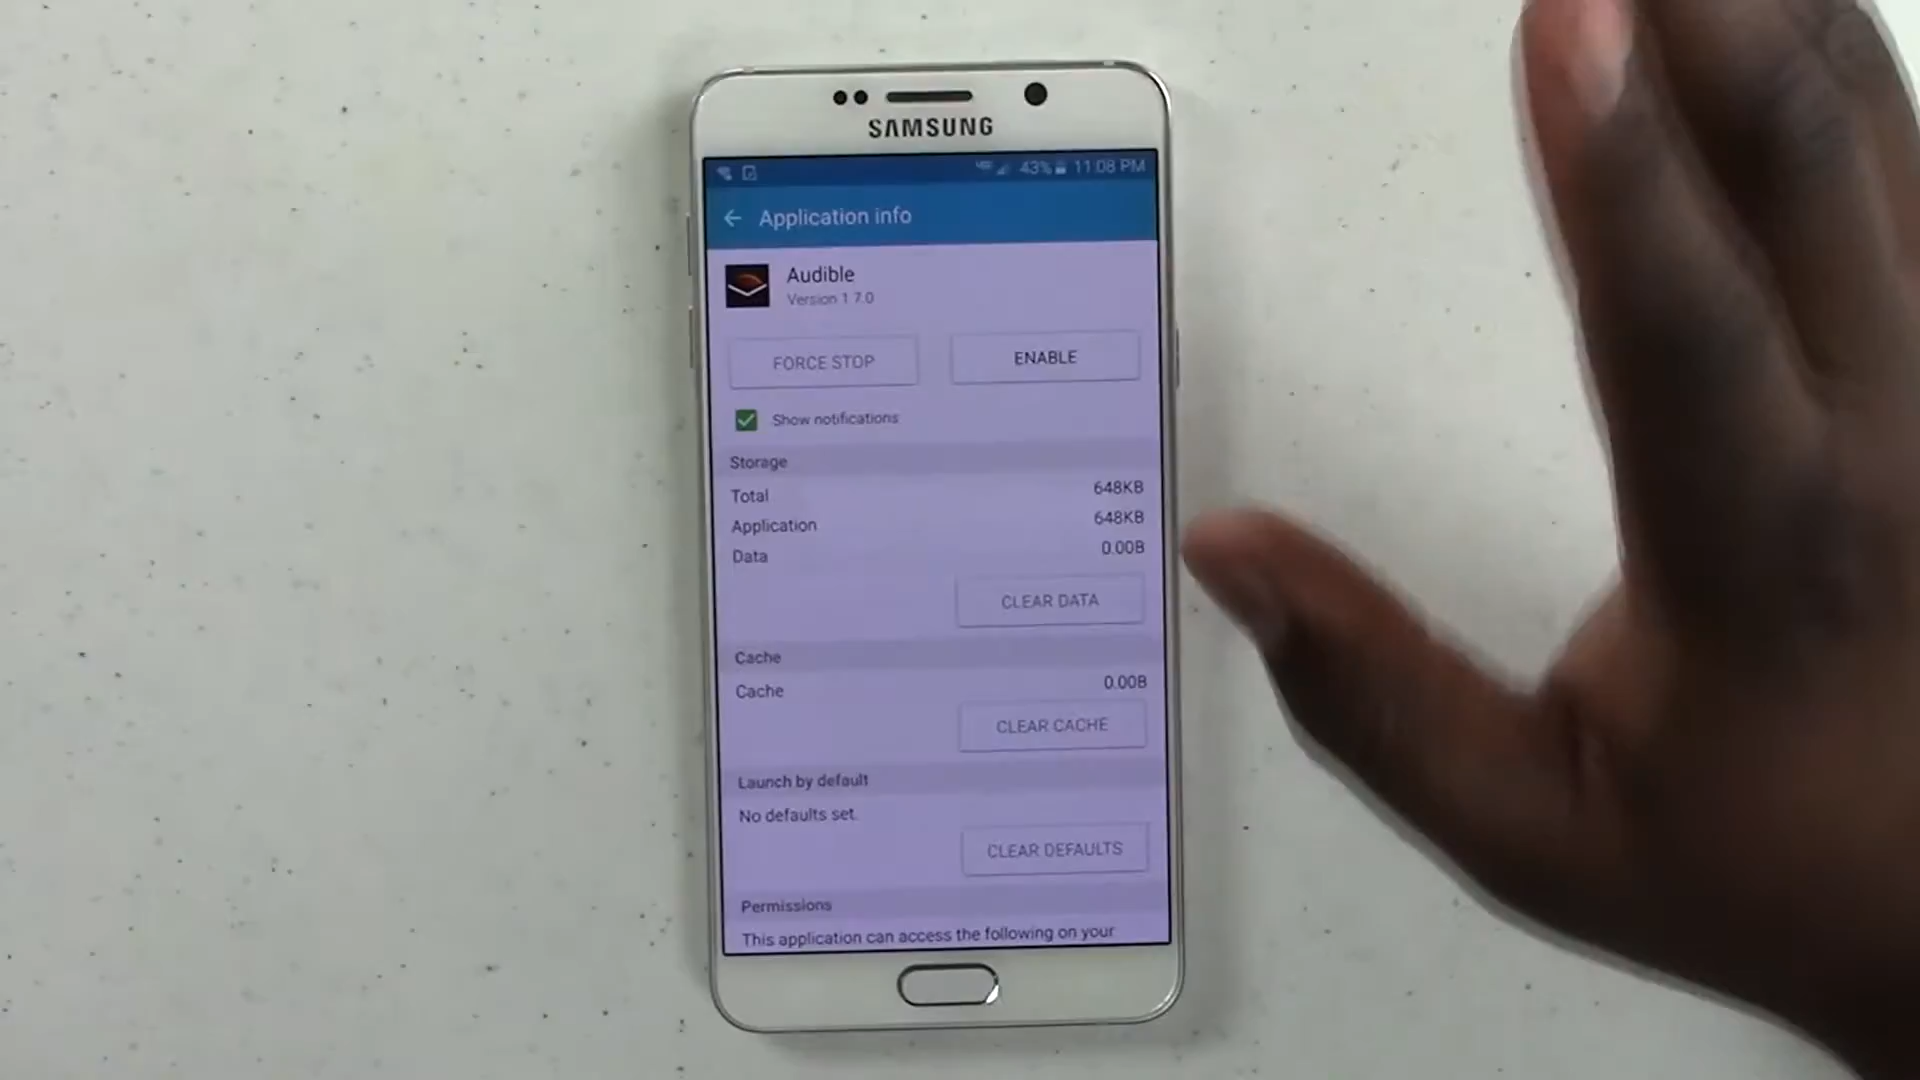 SAMSUNG
43% 11:08 PM
Application info
Audible
Version 1.7.0
FORCE STOP
ENABLE
Show notifications
Storage
Total 648KB
Application 648KB
Data 0.00B
CLEAR DATA
Cache
Cache 0.00B
CLEAR CACHE
Launch by default
No defaults set.
CLEAR DEFAULTS
Permissions
This application can access the following on your